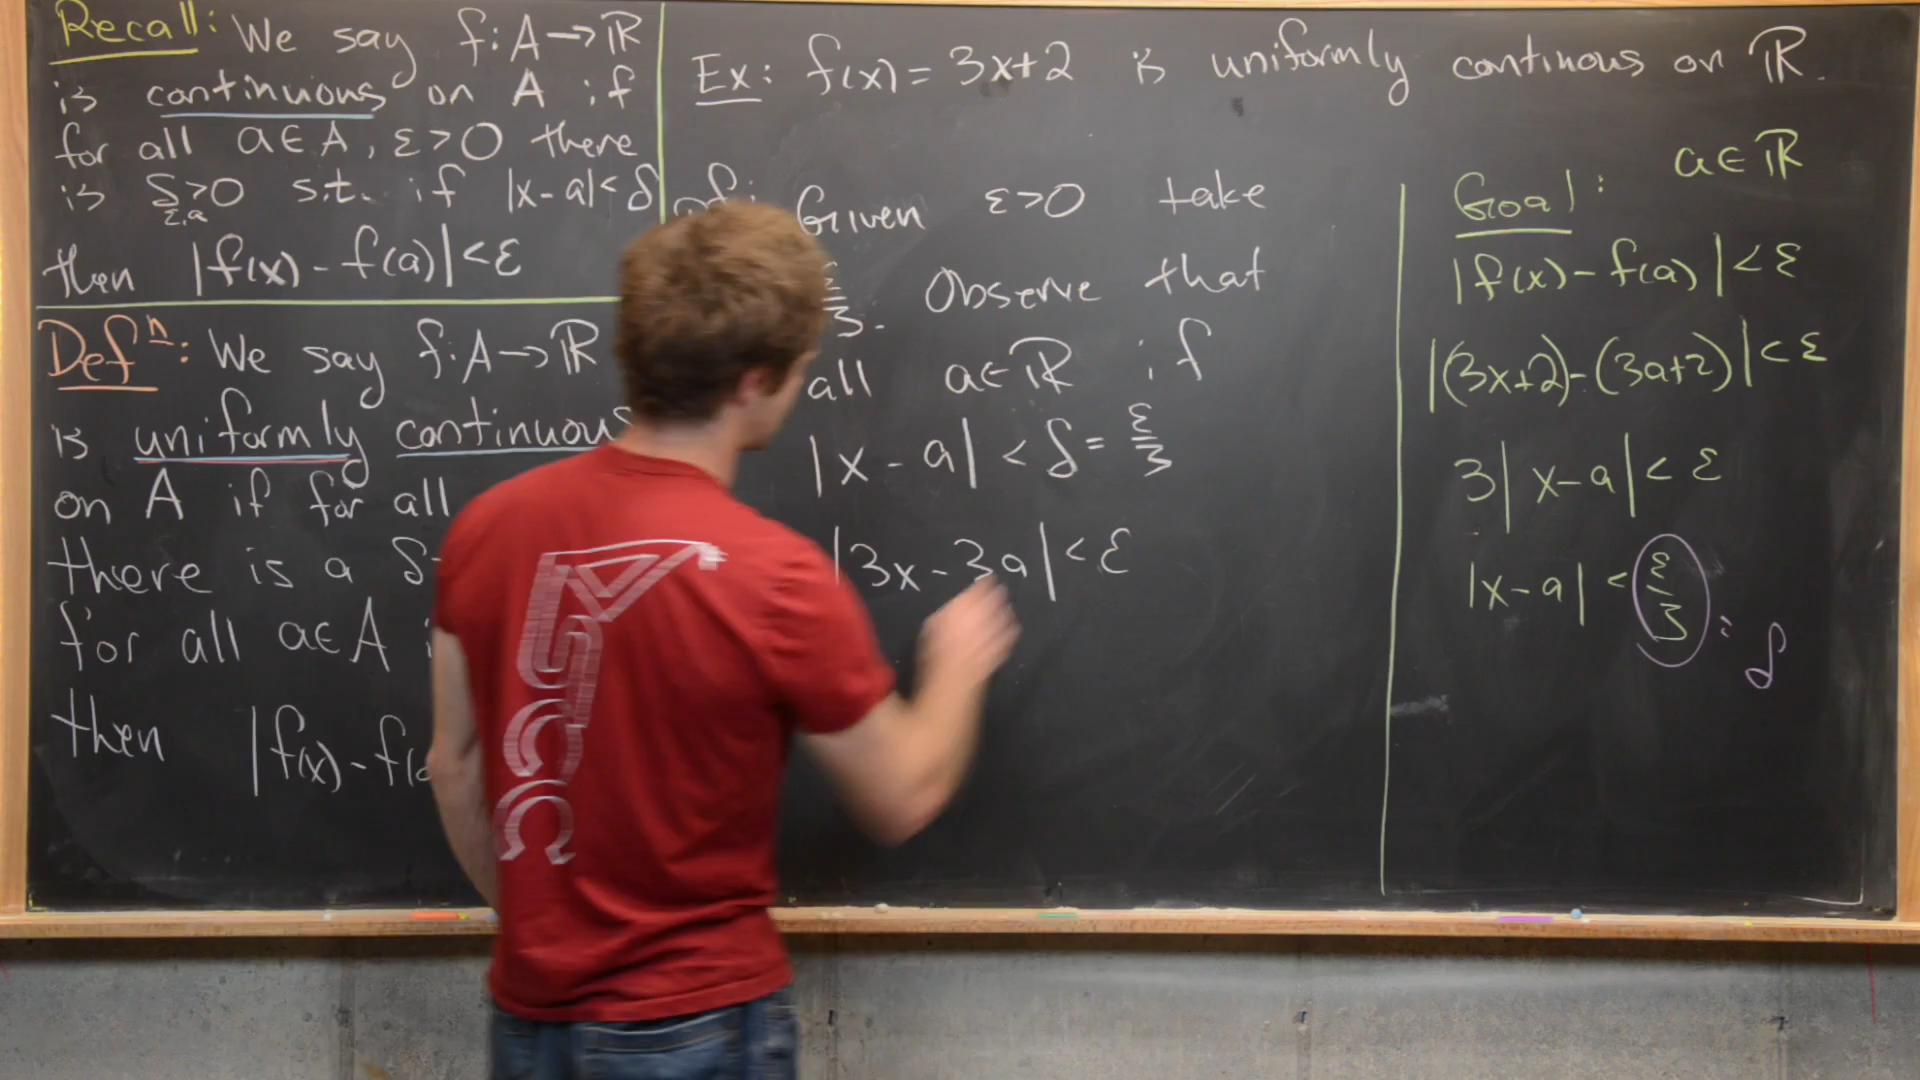 Recall: We say f: A → ℝ
is continuous on A if
for all a ∈ A, ε > 0 there
is δ > 0 s.t. if |x - a| < δ
ε,a
then |f(x) - f(a)| < ε
Defⁿ: We say f: A → ℝ
is uniformly continuous
on A if for all
there is a δ
for all a ∈ A
then |f(x) - f(a
Ex: f(x) = 3x+2 is uniformly continous on ℝ.
Given ε > 0 take
ε/3. Observe that
all a ∈ ℝ if
|x - a| < δ = ε/3
|3x - 3a| < ε
Goal: a ∈ ℝ
|f(x) - f(a)| < ε
|(3x+2) - (3a+2)| < ε
3|x - a| < ε
|x - a| < ε/3 : δ